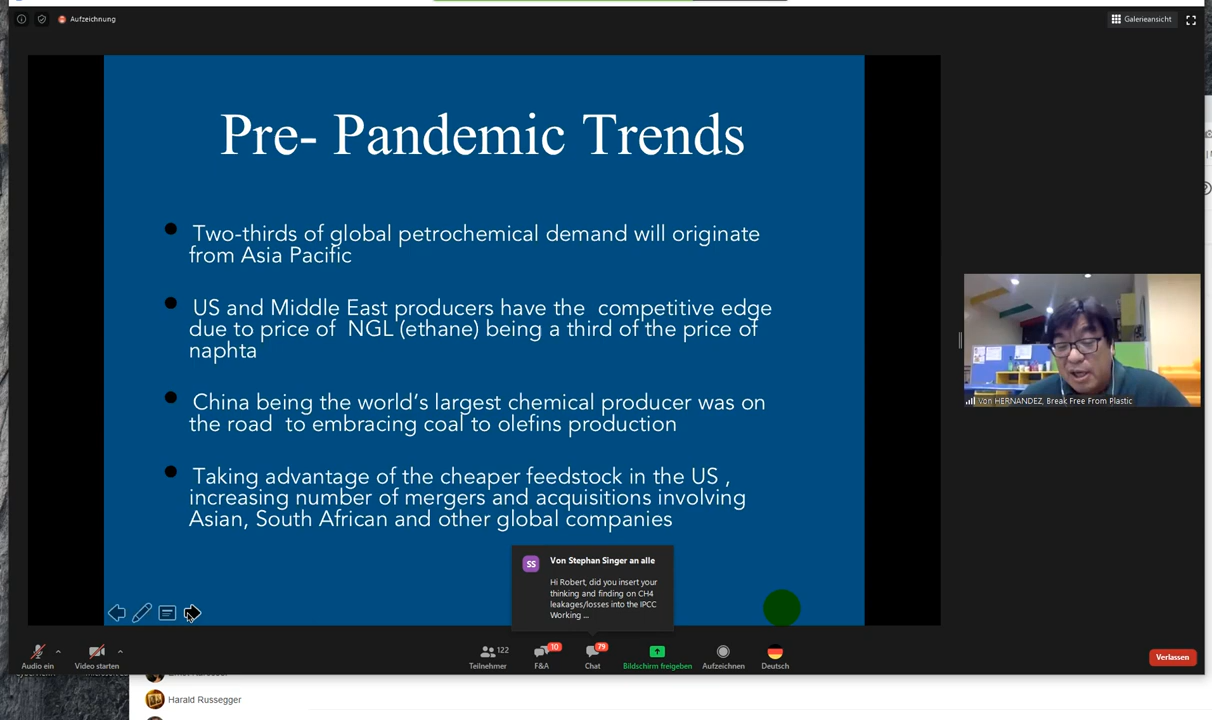 Aufzeichnung
Galerieansicht
Pre- Pandemic Trends
Two-thirds of global petrochemical demand will originate
from Asia Pacific
US and Middle East producers have the  competitive edge
due to price of  NGL (ethane) being a third of the price of
naphta
China being the world’s largest chemical producer was on
the road  to embracing coal to olefins production
Taking advantage of the cheaper feedstock in the US ,
increasing number of mergers and acquisitions involving
Asian, South African and other global companies
Von HERNANDEZ, Break Free From Plastic
SS
Von Stephan Singer an alle
Hi Robert, did you insert your
thinking and finding on CH4
leakages/losses into the IPCC
Working ...
Audio ein
Video starten
122
Teilnehmer
10
F&A
79
Chat
Bildschirm freigeben
Aufzeichnen
Deutsch
Verlassen
Harald Russegger